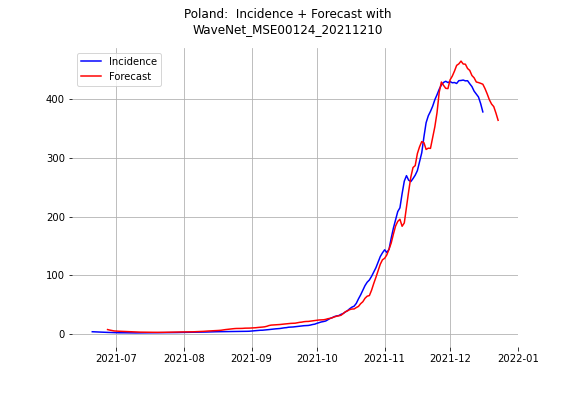 Poland:  Incidence + Forecast with
WaveNet_MSE00124_20211210
Incidence
Forecast
400
300
200
100
0
2021-07 2021-08 2021-09 2021-10 2021-11 2021-12 2022-01